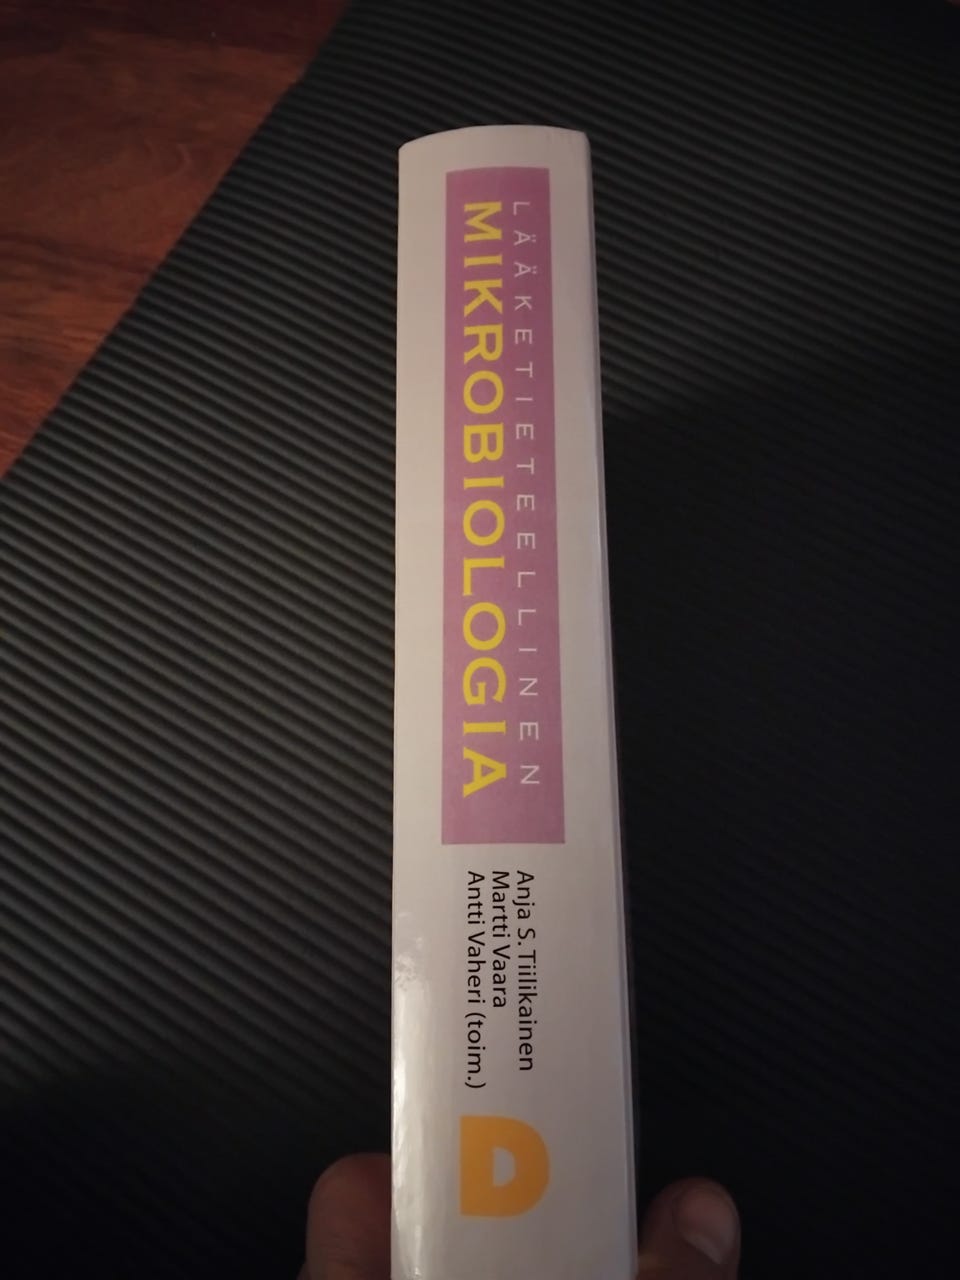 LÄÄKETIETEELLINEN
MIKROBIOLOGIA
Anja S. Tiilikainen
Martti Vaara
Antti Vaheri (toim.)
D